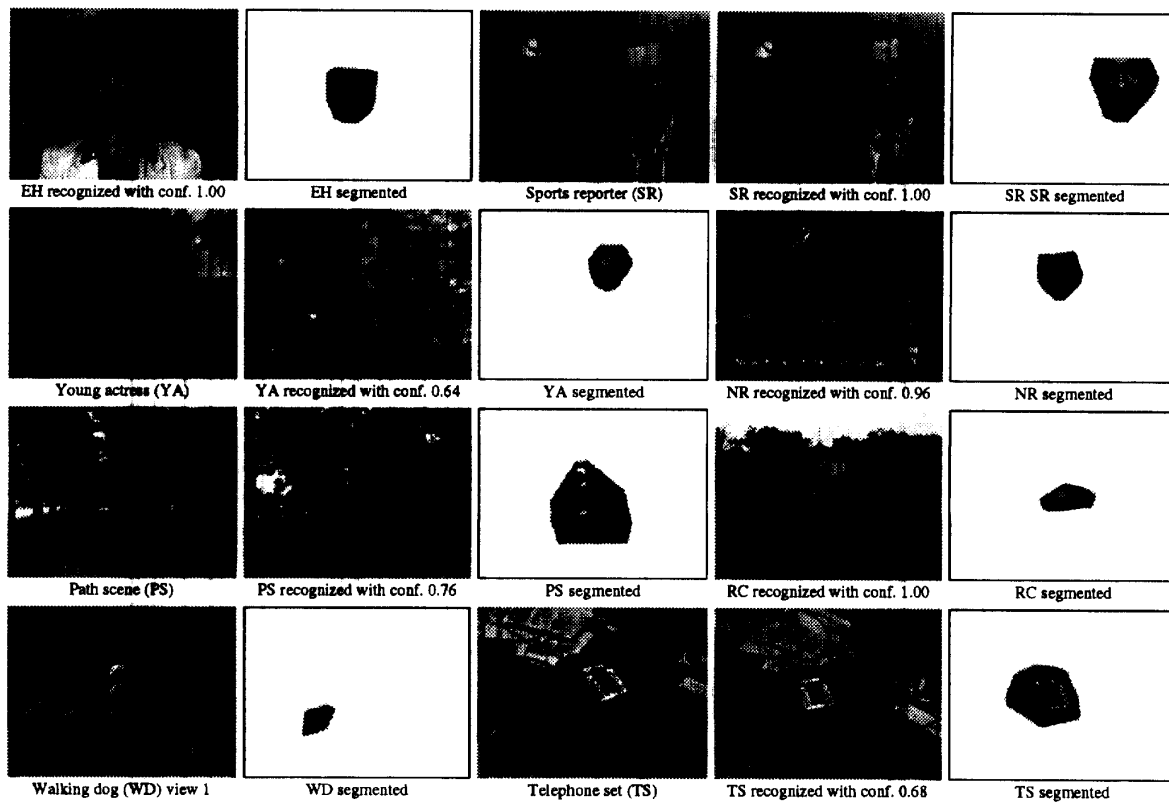 EH recognized with conf. 1.00
EH segmented
Sports reporter (SR)
SR recognized with conf. 1.00
SR SR segmented
Young actress (YA)
YA recognized with conf. 0.64
YA segmented
NR recognized with conf. 0.96
NR segmented
Path scene (PS)
PS recognized with conf. 0.76
PS segmented
RC recognized with conf. 1.00
RC segmented
Walking dog (WD) view 1
WD segmented
Telephone set (TS)
TS recognized with conf. 0.68
TS segmented